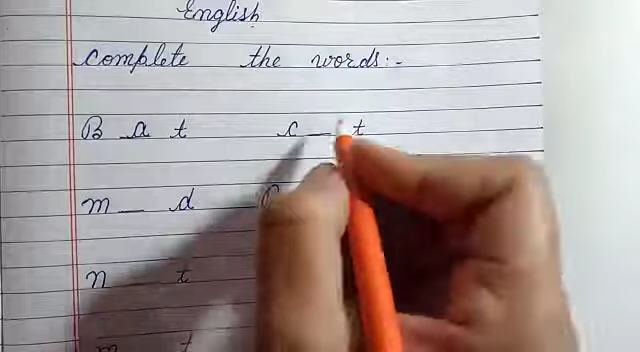 English
complete the words:-
B a t c _ t
m _ d
n _ t
m t